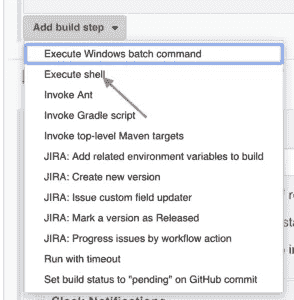 Add build step
Execute Windows batch command
Execute shell
Invoke Ant
Invoke Gradle script
Invoke top-level Maven targets
JIRA: Add related environment variables to build
JIRA: Create new version
JIRA: Issue custom field updater
JIRA: Mark a version as Released
JIRA: Progress issues by workflow action
Run with timeout
Set build status to "pending" on GitHub commit